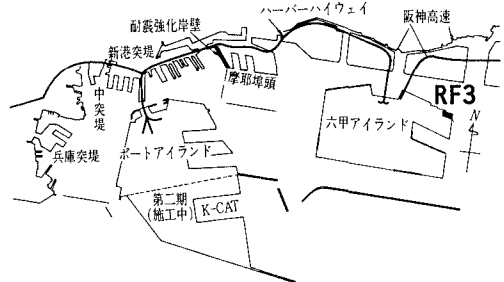 ハーバーハイウェイ
阪神高速
耐震強化岸壁
新港突堤
摩耶埠頭
RF3
中突堤
N
六甲アイランド
兵庫突堤
ポートアイランド
第二期
(施工中)
K-CAT